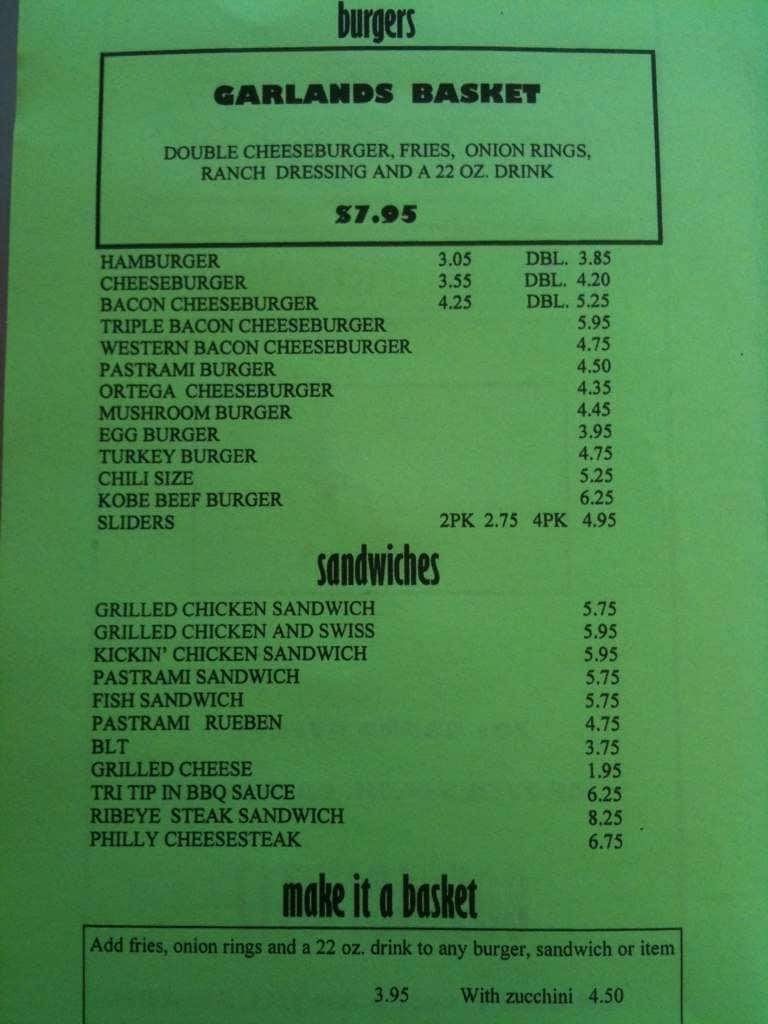 burgers
GARLANDS BASKET
DOUBLE CHEESEBURGER, FRIES, ONION RINGS,
RANCH DRESSING AND A 22 OZ. DRINK
$7.95
HAMBURGER 3.05 DBL. 3.85
CHEESEBURGER 3.55 DBL. 4.20
BACON CHEESEBURGER 4.25 DBL. 5.25
TRIPLE BACON CHEESEBURGER 5.95
WESTERN BACON CHEESEBURGER 4.75
PASTRAMI BURGER 4.50
ORTEGA CHEESEBURGER 4.35
MUSHROOM BURGER 4.45
EGG BURGER 3.95
TURKEY BURGER 4.75
CHILI SIZE 5.25
KOBE BEEF BURGER 6.25
SLIDERS 2PK 2.75 4PK 4.95
sandwiches
GRILLED CHICKEN SANDWICH 5.75
GRILLED CHICKEN AND SWISS 5.95
KICKIN' CHICKEN SANDWICH 5.95
PASTRAMI SANDWICH 5.75
FISH SANDWICH 5.75
PASTRAMI RUEBEN 4.75
BLT 3.75
GRILLED CHEESE 1.95
TRI TIP IN BBQ SAUCE 6.25
RIBEYE STEAK SANDWICH 8.25
PHILLY CHEESESTEAK 6.75
make it a basket
Add fries, onion rings and a 22 oz. drink to any burger, sandwich or item
3.95 With zucchini 4.50